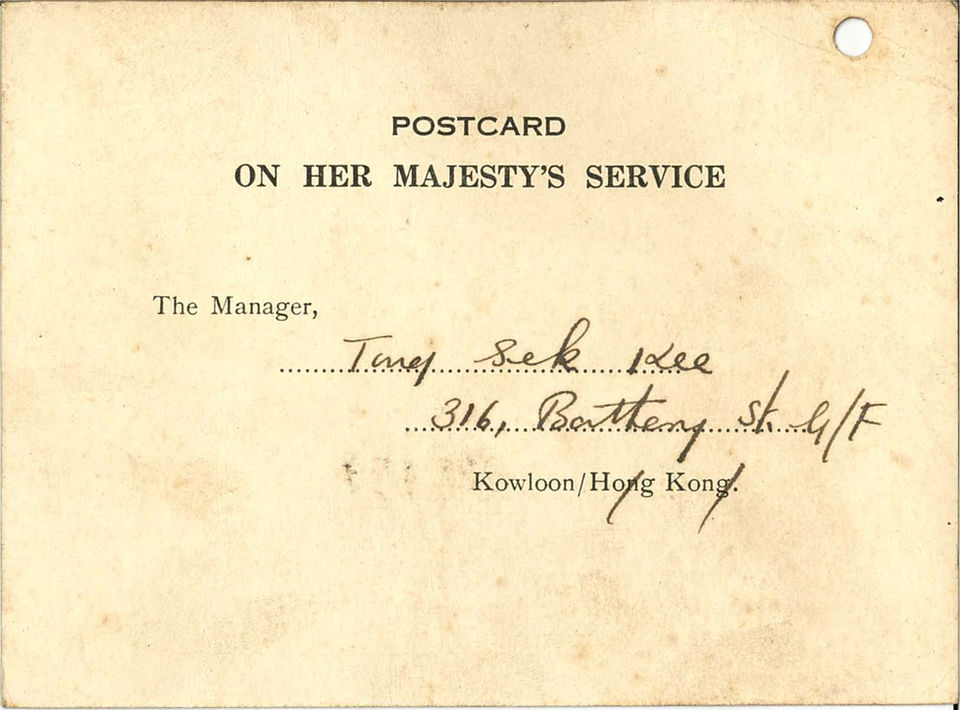 POSTCARD
ON HER MAJESTY'S SERVICE
The Manager,
Tong Sek Kee
316, Battery St. G/F
Kowloon/Hong Kong.